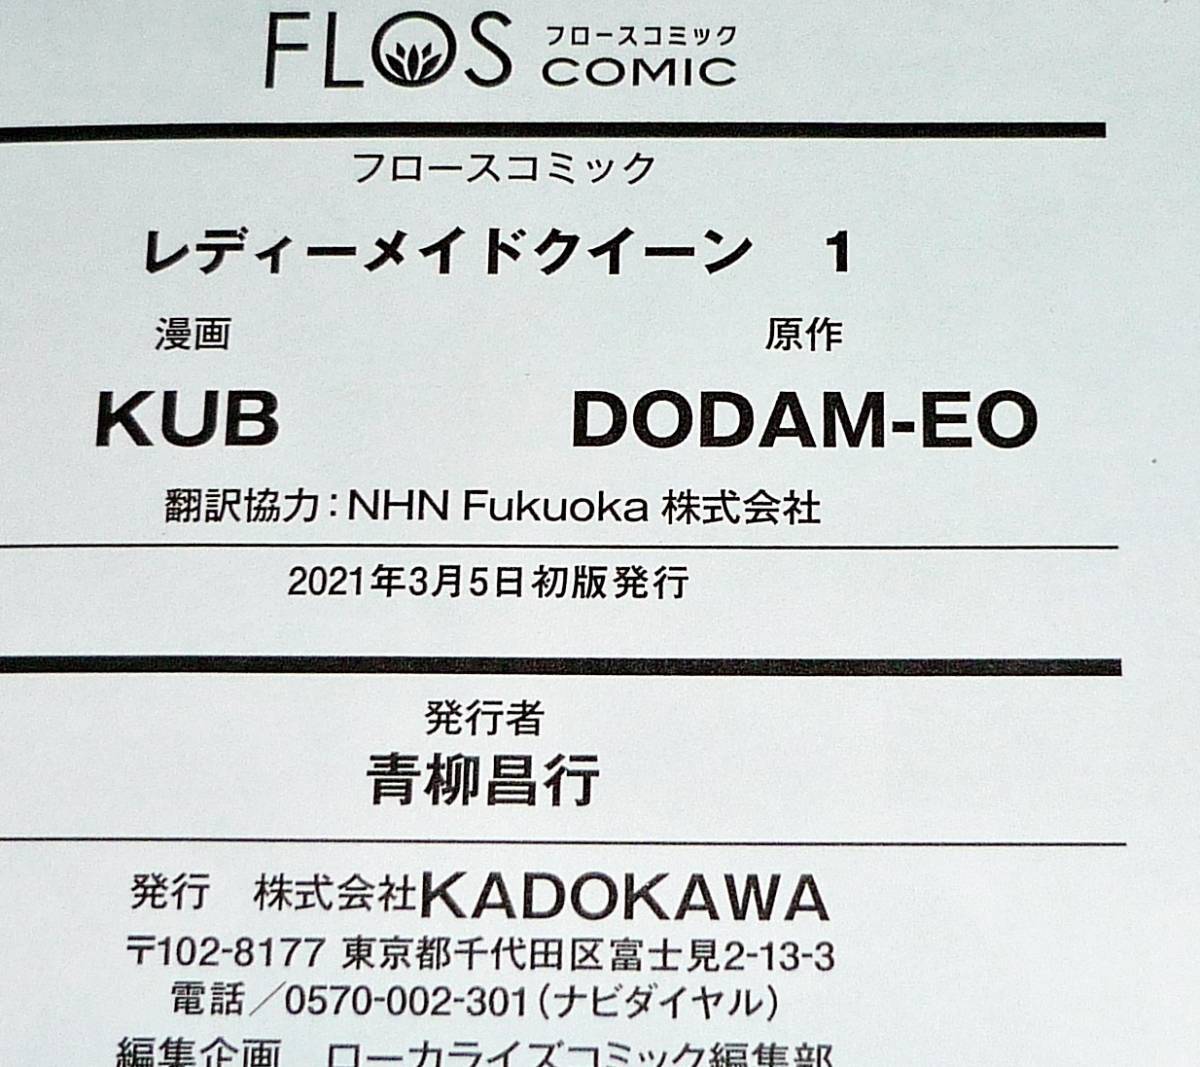 FLOS フロースコミック COMIC
フロースコミック
レディーメイドクイーン 1
漫画 原作
KUB DODAM-EO
翻訳協力：NHN Fukuoka 株式会社
2021年3月5日初版発行
発行者
青柳昌行
発行 株式会社KADOKAWA
〒102-8177 東京都千代田区富士見2-13-3
電話／0570-002-301（ナビダイヤル）
編集企画 ローカライズコミック編集部